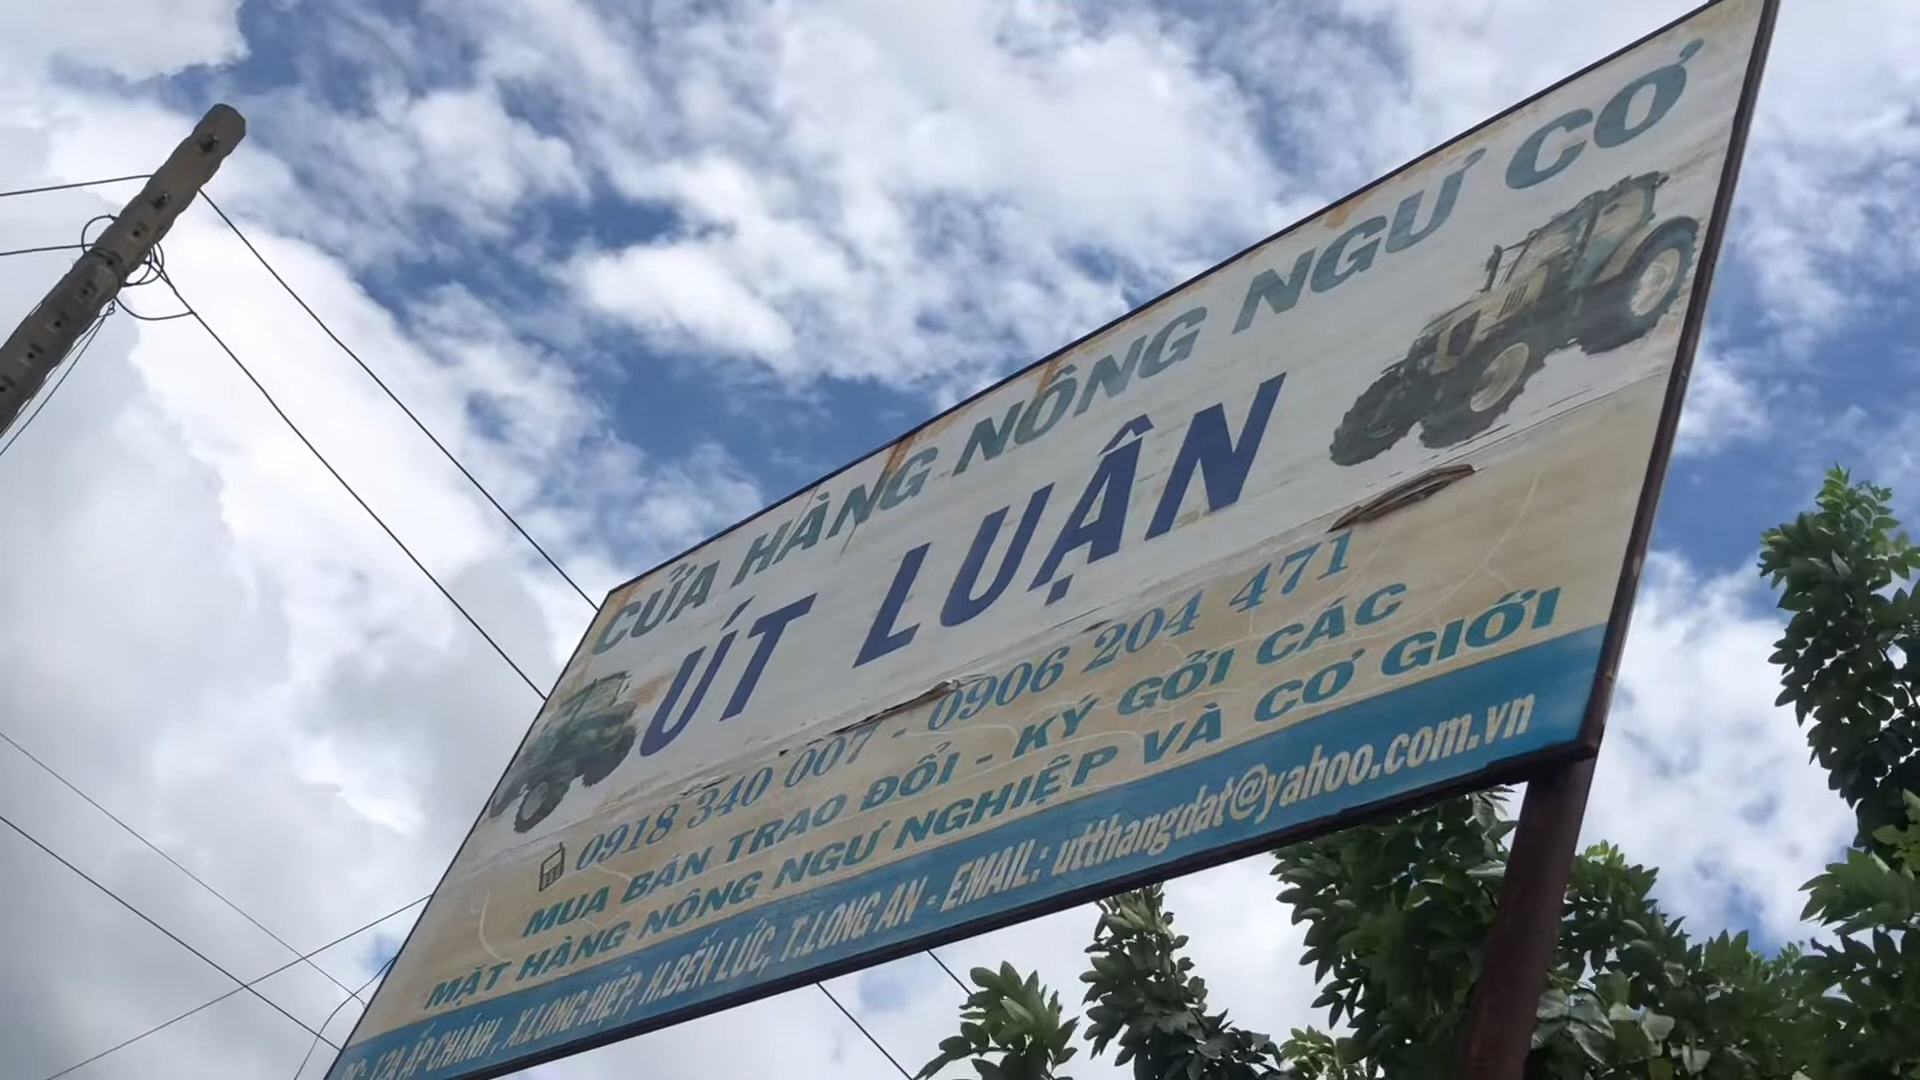 CỬA HÀNG NÔNG NGƯ CƠ
ÚT LUẬN
0918 340 007 - 0906 204 471
MUA BÁN TRAO ĐỔI - KÝ GỞI CÁC
MẶT HÀNG NÔNG NGƯ NGHIỆP VÀ CƠ GIỚI
ĐC: 12A ẤP CHÁNH, X.LONG HIỆP, H.BẾN LỨC, T.LONG AN - EMAIL: utthangdat@yahoo.com.vn